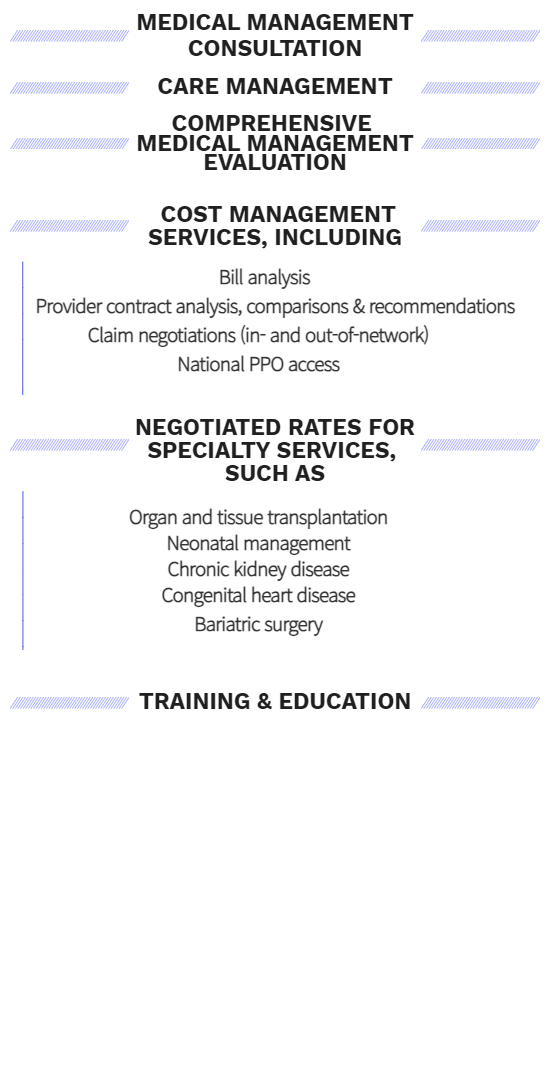 MEDICAL MANAGEMENT
CONSULTATION
CARE MANAGEMENT
COMPREHENSIVE
MEDICAL MANAGEMENT
EVALUATION
COST MANAGEMENT
SERVICES, INCLUDING
Bill analysis
Provider contract analysis, comparisons & recommendations
Claim negotiations (in- and out-of-network)
National PPO access
NEGOTIATED RATES FOR
SPECIALTY SERVICES,
SUCH AS
Organ and tissue transplantation
Neonatal management
Chronic kidney disease
Congenital heart disease
Bariatric surgery
TRAINING & EDUCATION